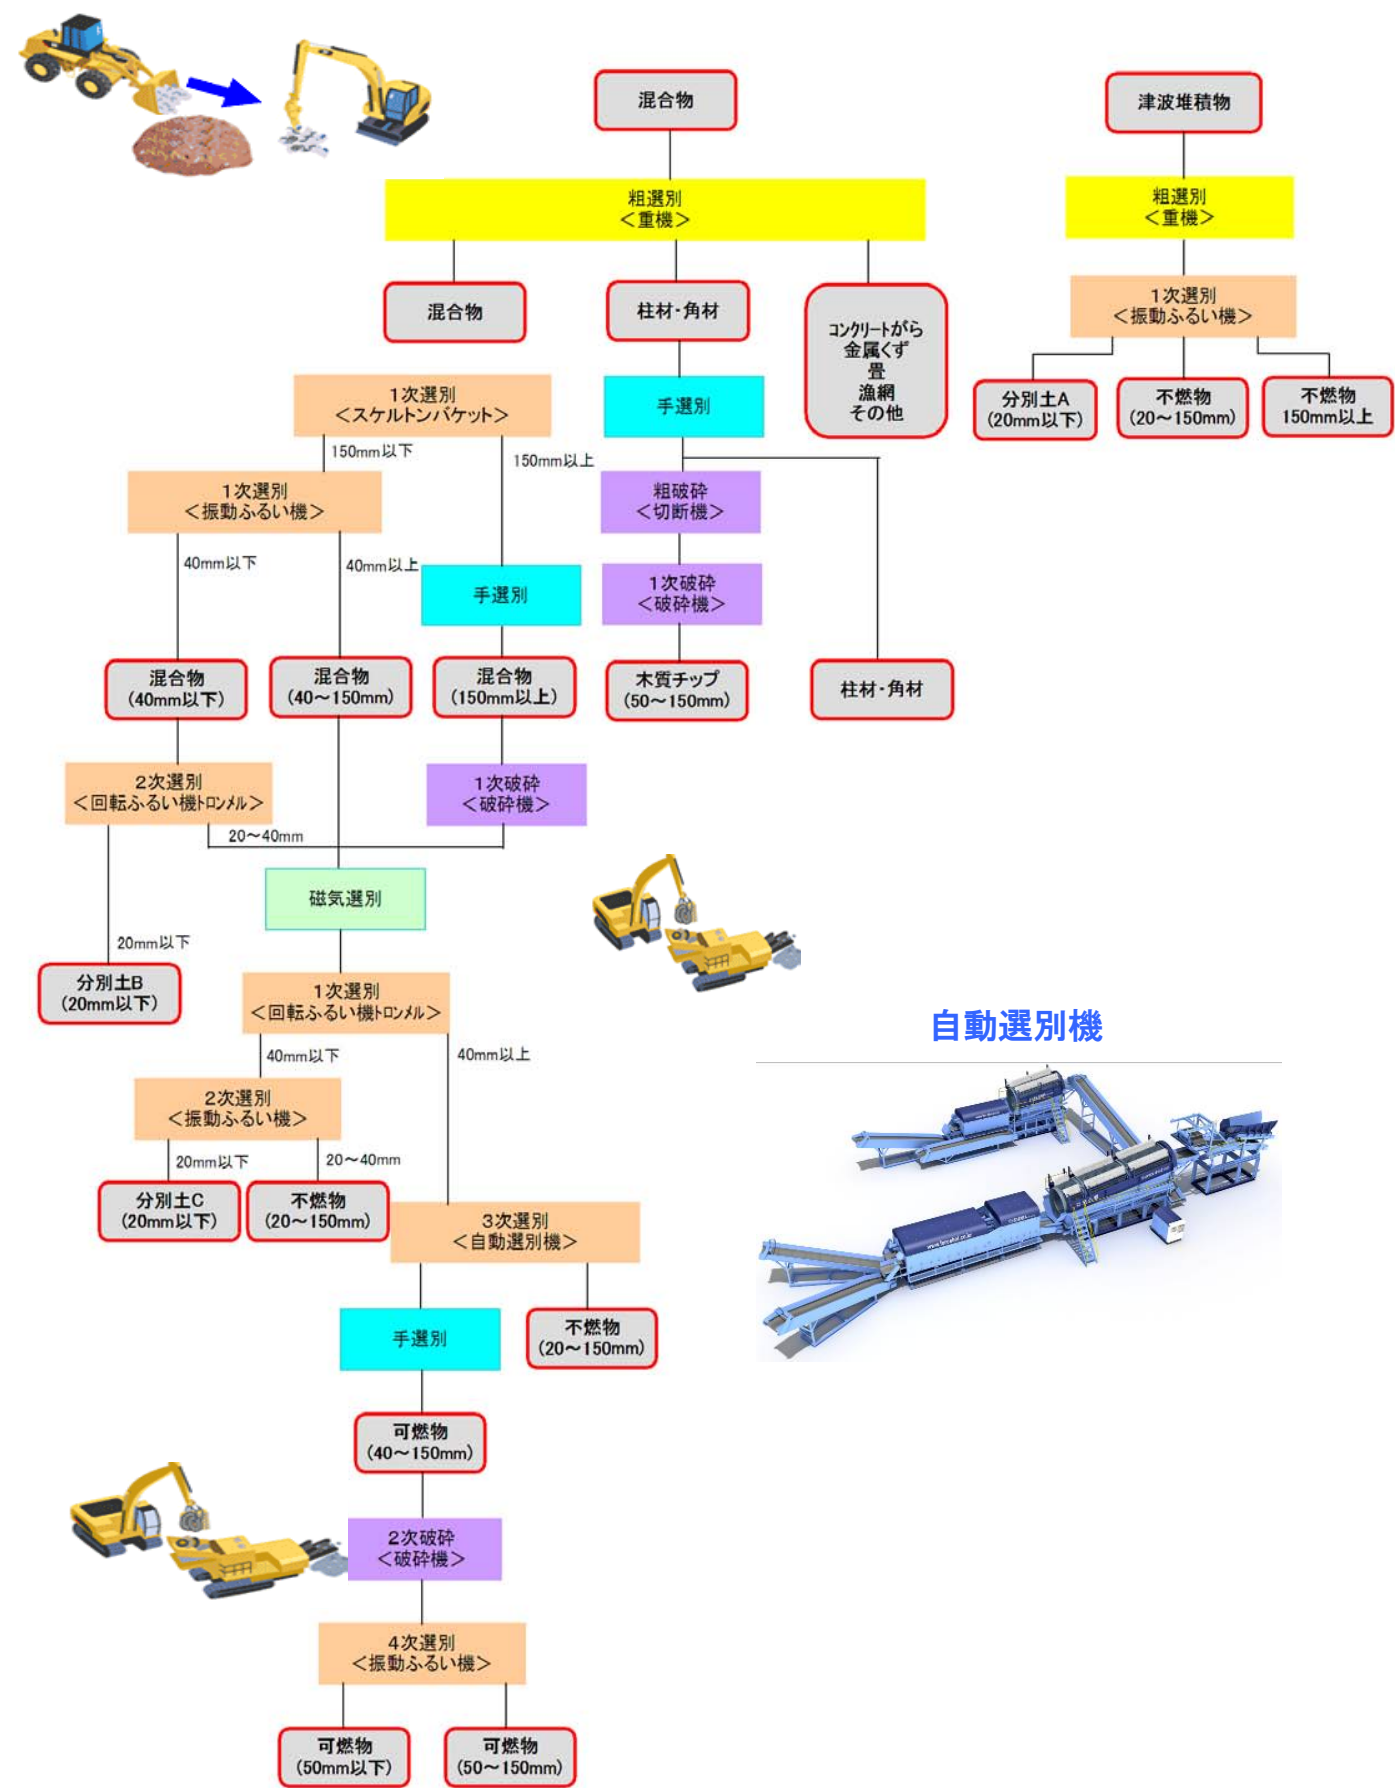 混合物
津波堆積物
粗選別
＜重機＞
粗選別
＜重機＞
混合物
柱材・角材
コンクリートがら
金属くず
畳
漁網
その他
1次選別
＜振動ふるい機＞
分別土A
(20mm以下)
不燃物
(20～150mm)
不燃物
150mm以上
1次選別
＜スケルトンバケット＞
手選別
150mm以下
150mm以上
1次選別
＜振動ふるい機＞
粗破砕
＜切断機＞
40mm以下
40mm以上
手選別
1次破砕
＜破砕機＞
混合物
(40mm以下)
混合物
(40～150mm)
混合物
(150mm以上)
木質チップ
(50～150mm)
柱材・角材
2次選別
＜回転ふるい機トロンメル＞
1次破砕
＜破砕機＞
20～40mm
磁気選別
20mm以下
分別土B
(20mm以下)
1次選別
＜回転ふるい機トロンメル＞
自動選別機
40mm以下
40mm以上
2次選別
＜振動ふるい機＞
20mm以下
20～40mm
分別土C
(20mm以下)
不燃物
(20～150mm)
3次選別
＜自動選別機＞
手選別
不燃物
(20～150mm)
可燃物
(40～150mm)
2次破砕
＜破砕機＞
4次選別
＜振動ふるい機＞
可燃物
(50mm以下)
可燃物
(50～150mm)